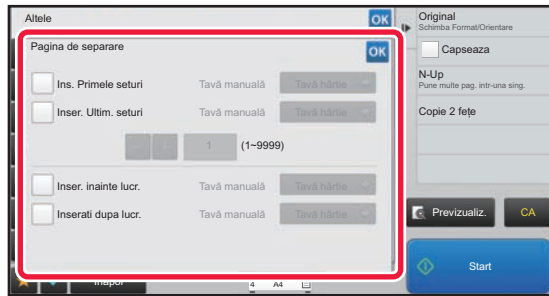 Altele
OK
Pagina de separare
OK
Ins. Primele seturi
Tavă manuală
Tavă hârtie
Inser. Ultim. seturi
Tavă manuală
Tavă hârtie
1
(1~9999)
Inser. inainte lucr.
Tavă manuală
Tavă hârtie
Inserati dupa lucr.
Tavă manuală
Tavă hârtie
Înapoi
4
A4
Original
Schimba Format/Orientare
Capseaza
N-Up
Pune multe pag. intr-una sing.
Copie 2 fețe
Previzualiz.
CA
Start